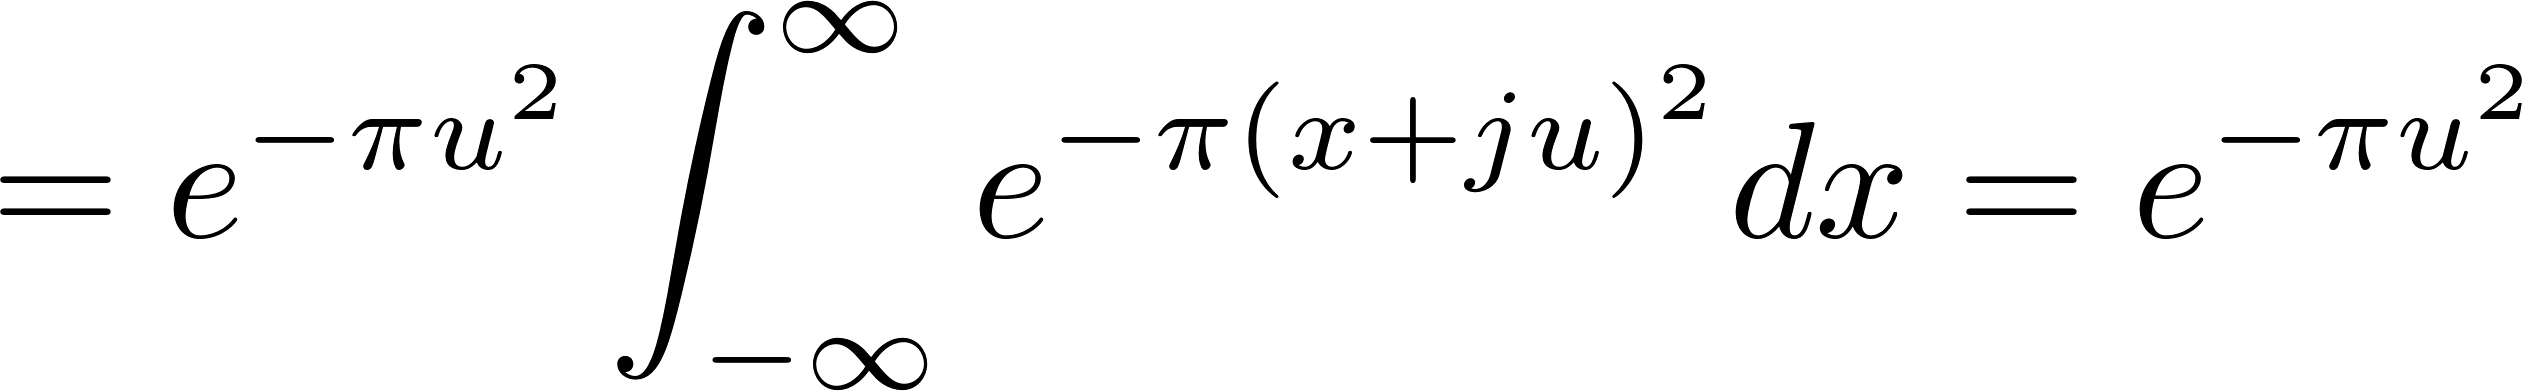 $= e^{-\pi u^2} \int_{-\infty}^{\infty} e^{-\pi (x+ju)^2} dx = e^{-\pi u^2}$